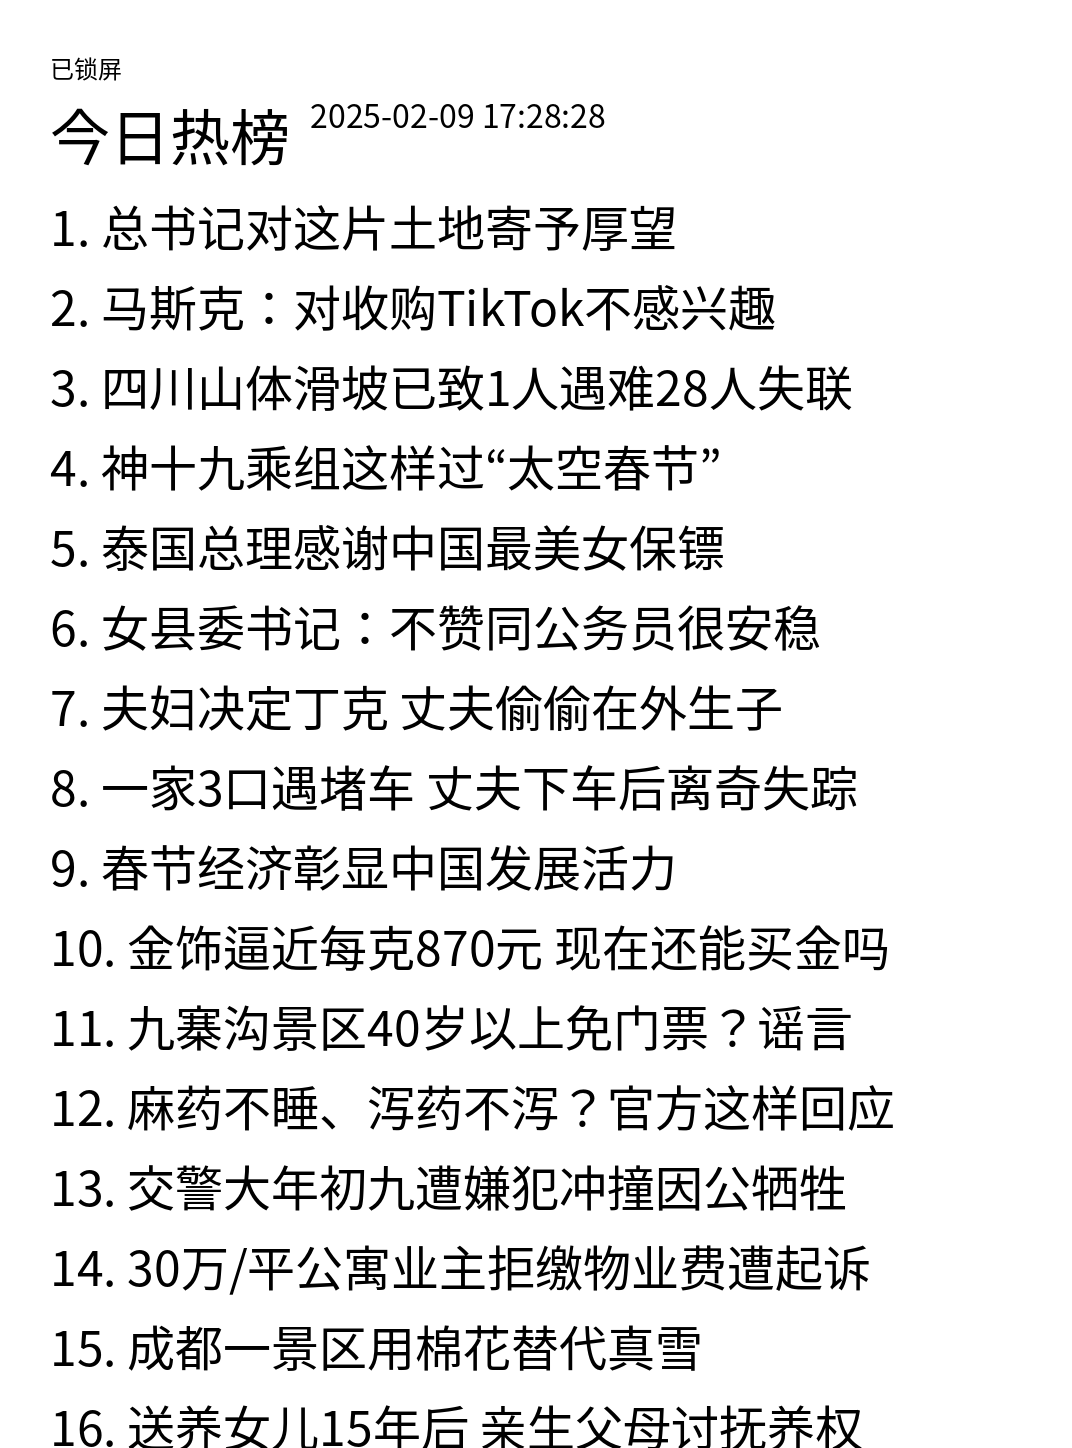 已锁屏
今日热榜 2025-02-09 17:28:28
1. 总书记对这片土地寄予厚望
2. 马斯克：对收购TikTok不感兴趣
3. 四川山体滑坡已致1人遇难28人失联
4. 神十九乘组这样过“太空春节”
5. 泰国总理感谢中国最美女保镖
6. 女县委书记：不赞同公务员很安稳
7. 夫妇决定丁克 丈夫偷偷在外生子
8. 一家3口遇堵车 丈夫下车后离奇失踪
9. 春节经济彰显中国发展活力
10. 金饰逼近每克870元 现在还能买金吗
11. 九寨沟景区40岁以上免门票？谣言
12. 麻药不睡、泻药不泻？官方这样回应
13. 交警大年初九遭嫌犯冲撞因公牺牲
14. 30万/平公寓业主拒缴物业费遭起诉
15. 成都一景区用棉花替代真雪
16. 送养女儿15年后 亲生父母讨抚养权